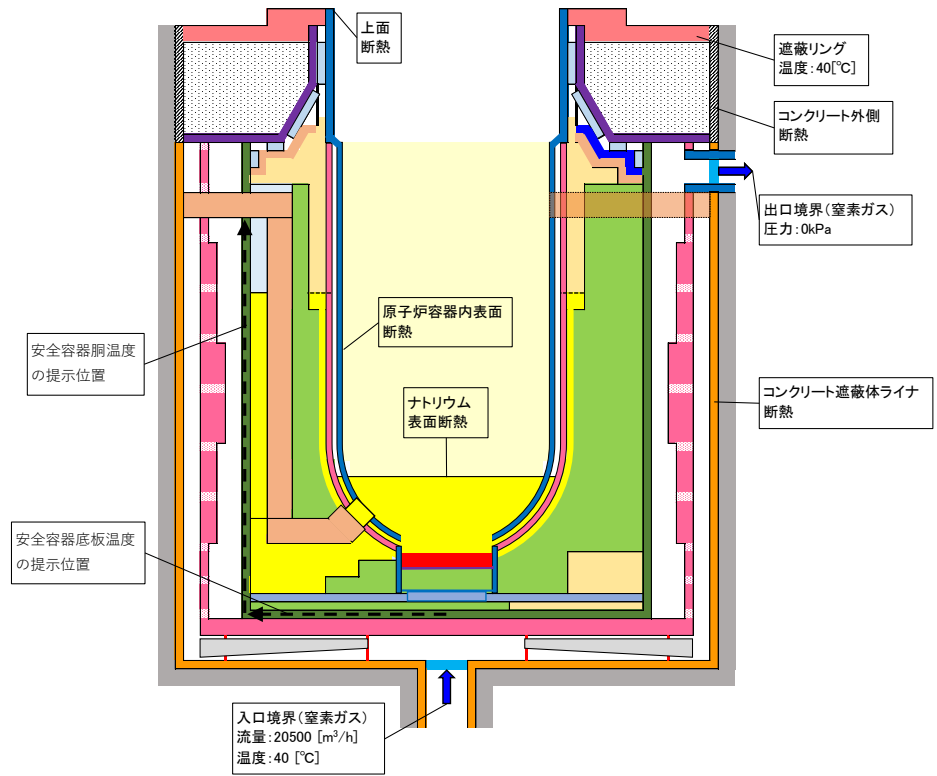 上面
断熱
遮蔽リング
温度：40[℃]
コンクリート外側
断熱
出口境界（窒素ガス）
圧力：0kPa
原子炉容器内表面
断熱
安全容器胴温度
の提示位置
ナトリウム
表面断熱
コンクリート遮蔽体ライナ
断熱
安全容器底板温度
の提示位置
入口境界（窒素ガス）
流量：20500 [m³/h]
温度：40 [℃]